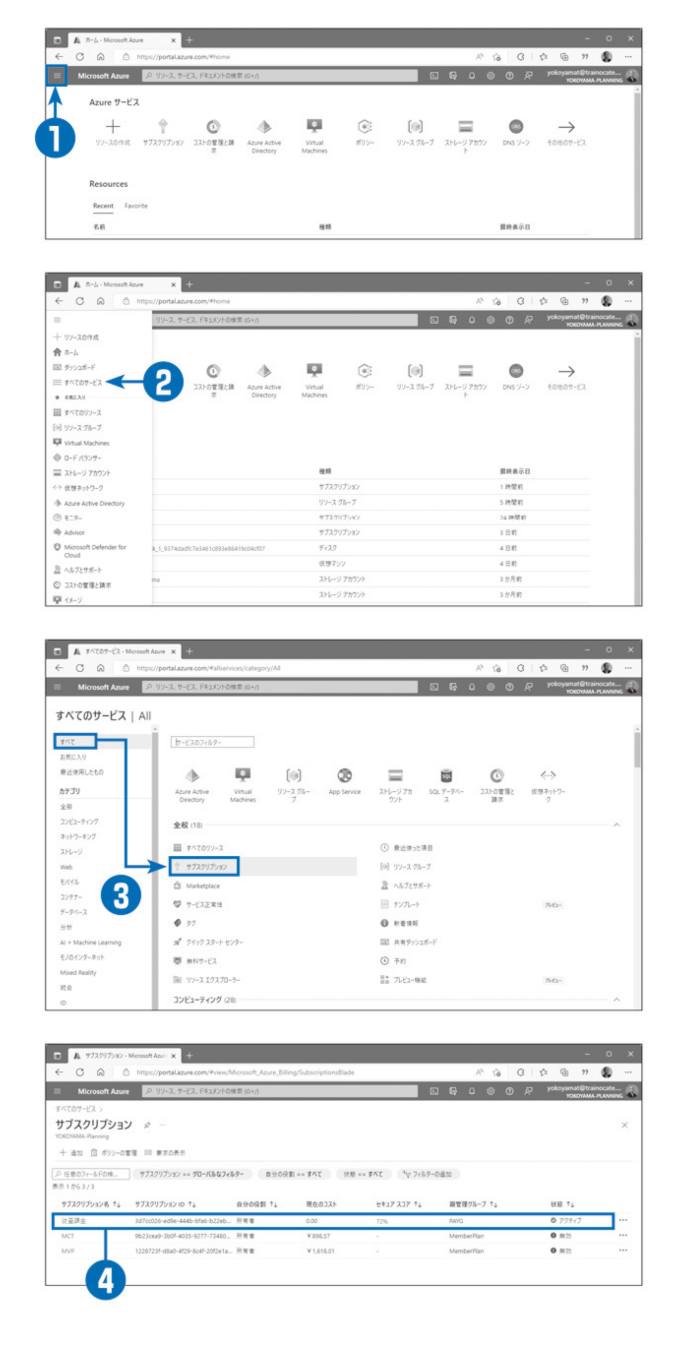 ホーム - Microsoft Azure
https://portal.azure.com/#home
Microsoft Azure
リソース、サービス、ドキュメントの検索 (G+/)
yokoyamat@trainocate....
YOKOYAMA-PLANNING
Azure サービス
リソースの作成
サブスクリプション
コストの管理と請求
Azure Active Directory
Virtual Machines
ポリシー
リソース グループ
ストレージ アカウント
DNS ゾーン
その他のサービス
1
Resources
Recent
Favorite
名前
種類
最終表示日
ホーム - Microsoft Azure
https://portal.azure.com/#home
リソース、サービス、ドキュメントの検索 (G+/)
yokoyamat@trainocate....
YOKOYAMA-PLANNING
リソースの作成
ホーム
ダッシュボード
すべてのサービス
2
お気に入り
すべてのリソース
リソース グループ
Virtual Machines
ロード バランサー
ストレージ アカウント
仮想ネットワーク
Azure Active Directory
モニター
Advisor
Microsoft Defender for Cloud
ヘルプとサポート
コストの管理と請求
イメージ
コストの管理と請求
Azure Active Directory
Virtual Machines
ポリシー
リソース グループ
ストレージ アカウント
DNS ゾーン
その他のサービス
種類
最終表示日
サブスクリプション
1 時間前
リソース グループ
5 時間前
サブスクリプション
24 時間前
サブスクリプション
3 日前
ディスク
4 日前
仮想マシン
4 日前
ma
ストレージ アカウント
3 か月前
ストレージ アカウント
3 か月前
すべてのサービス - Microsoft Azure
https://portal.azure.com/#allservices/category/All
Microsoft Azure
リソース、サービス、ドキュメントの検索 (G+/)
yokoyamat@trainocate....
YOKOYAMA-PLANNING
すべてのサービス | All
すべて
お気に入り
最近使用したもの
カテゴリ
全般
コンピューティング
ネットワーキング
ストレージ
Web
モバイル
コンテナー
データベース
分析
AI + Machine Learning
モノのインターネット
Mixed Reality
統合
ID
3
サービスのフィルター
Azure Active Directory
Virtual Machines
リソース グループ
App Service
ストレージ アカウント
SQL データベース
コストの管理と請求
仮想ネットワーク
全般 (18)
すべてのリソース
最近使った項目
サブスクリプション
リソース グループ
Marketplace
ヘルプとサポート
サービス正常性
テンプレート
プレビュー
タグ
新着情報
クイック スタート センター
共有ダッシュボード
無料サービス
予約
リソース エクスプローラー
プレビュー機能
プレビュー
コンピューティング (28)
サブスクリプション - Microsoft Azur
https://portal.azure.com/#view/Microsoft_Azure_Billing/SubscriptionsBlade
Microsoft Azure
リソース、サービス、ドキュメントの検索 (G+/)
yokoyamat@trainocate....
YOKOYAMA-PLANNING
すべてのサービス >
サブスクリプション
YOKOYAMA-Planning
追加
ポリシーの管理
要求の表示
任意のフィールドの検...
サブスクリプション == グローバルなフィルター
自分の役割 == すべて
状態 == すべて
フィルターの追加
表示 1 から 3 / 3
サブスクリプション名 ↑↓
サブスクリプション ID ↑↓
自分の役割 ↑↓
現在のコスト
セキュア スコア ↑↓
親管理グループ ↑↓
状態 ↑↓
従量課金
3d7cc026-ed9e-444b-bfa6-b22eb...
所有者
0.00
72%
PAYG
アクティブ
MCT
9b23cea9-3b0f-4035-9277-73480...
所有者
¥898.57
-
MemberPlan
無効
MVP
1228723f-d8a0-4f29-8c4f-20f2e1a...
所有者
¥1,618.01
-
MemberPlan
無効
4